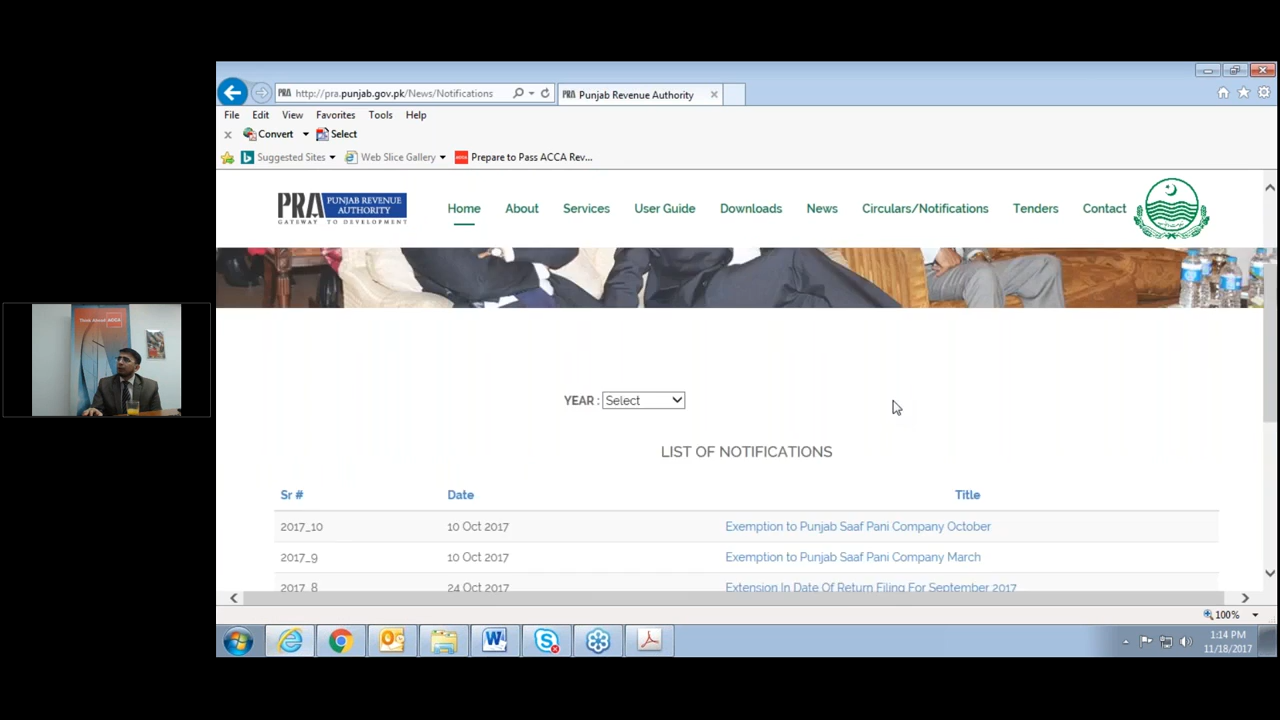 http://pra.punjab.gov.pk/News/Notifications
PRA Punjab Revenue Authority
File Edit View Favorites Tools Help
Convert Select
Suggested Sites Web Slice Gallery Prepare to Pass ACCA Rev...
PRA PUNJAB REVENUE AUTHORITY
GATEWAY TO DEVELOPMENT
Home About Services User Guide Downloads News Circulars/Notifications Tenders Contact
Think Ahead ACCA
YEAR : Select
LIST OF NOTIFICATIONS
Sr # Date Title
2017_10 10 Oct 2017 Exemption to Punjab Saaf Pani Company October
2017_9 10 Oct 2017 Exemption to Punjab Saaf Pani Company March
2017_8 24 Oct 2017 Extension In Date Of Return Filing For September 2017
100%
1:14 PM
11/18/2017